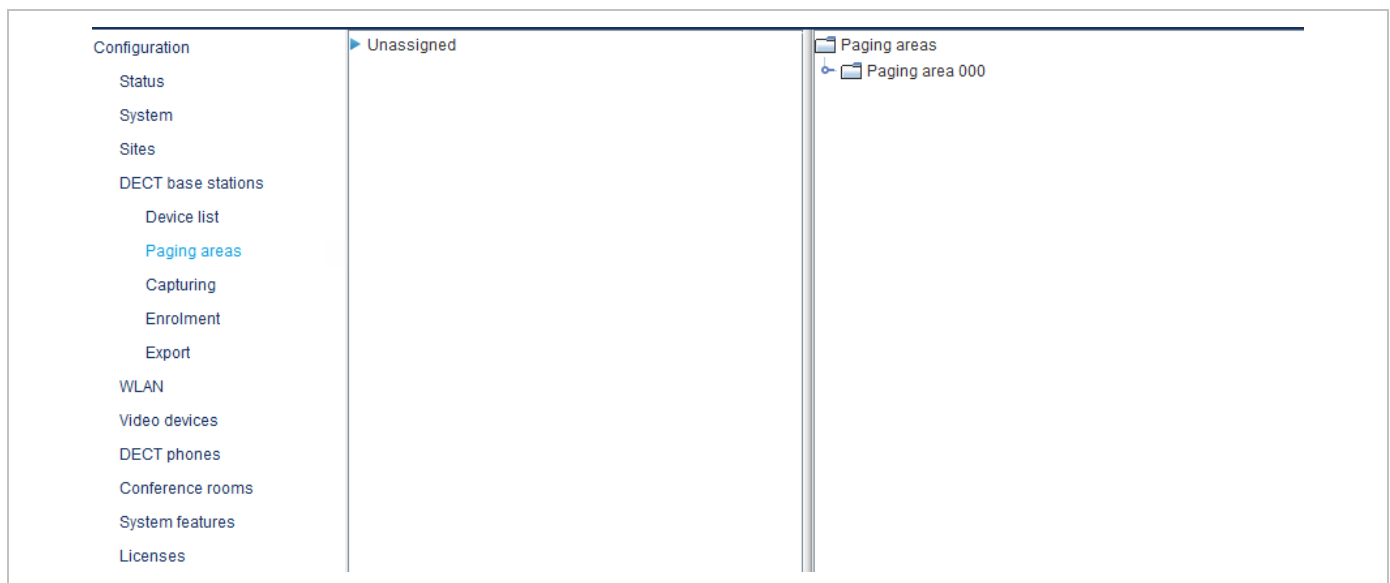 Configuration
Status
System
Sites
DECT base stations
Device list
Paging areas
Capturing
Enrolment
Export
WLAN
Video devices
DECT phones
Conference rooms
System features
Licenses
Unassigned
Paging areas
Paging area 000